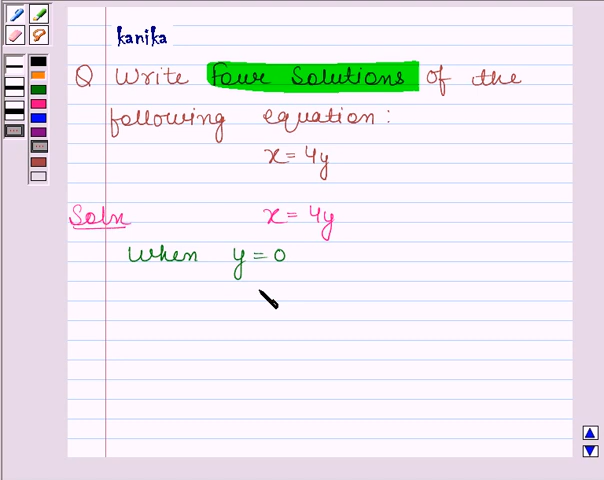 kanika
Q Write Four Solutions of the
following equation:
x = 4y
Soln x = 4y
When y = 0